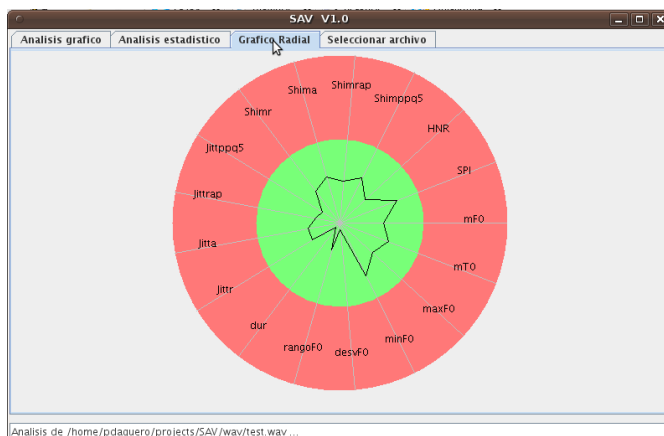 SAV V1.0
Analisis grafico Analisis estadistico Grafico Radial Seleccionar archivo
Shima Shimrap Shimppq5
Shimr HNR
Jittppq5 SPI
Jittrap mF0
Jitta mT0
Jittr maxF0
dur minF0
rangoF0 desvF0
Analisis de /home/pdaguero/projects/SAV/wav/test.wav ...